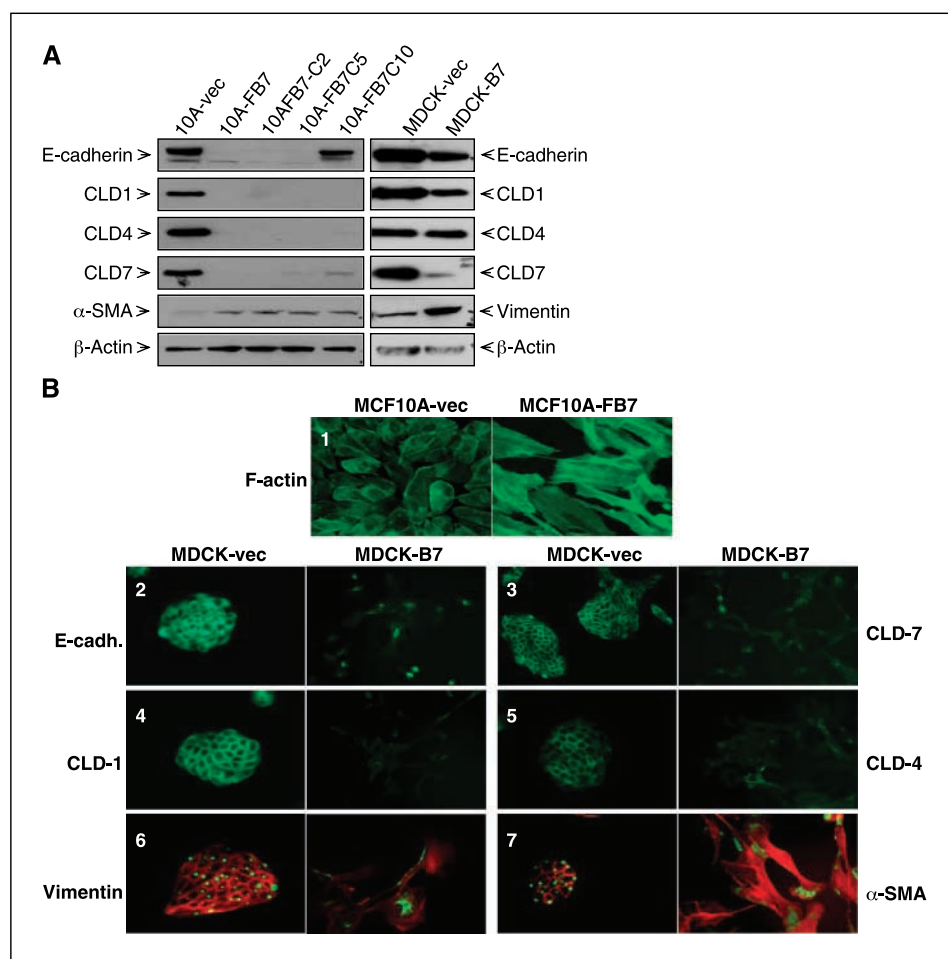 A
10A-vec
10A-FB7
10AFB7-C2
10A-FB7C5
10A-FB7C10
MDCK-vec
MDCK-B7
E-cadherin
E-cadherin
CLD1
CLD1
CLD4
CLD4
CLD7
CLD7
α-SMA
Vimentin
β-Actin
β-Actin
B
MCF10A-vec MCF10A-FB7
1
F-actin
MDCK-vec MDCK-B7 MDCK-vec MDCK-B7
2
3
E-cadh.
CLD-7
4
5
CLD-1
CLD-4
6
7
Vimentin
α-SMA